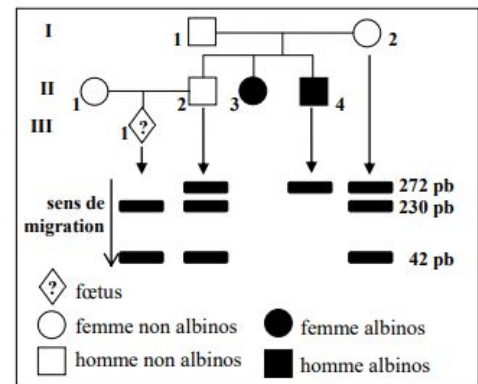 I
1
2
II
1
2
3
4
III
1
?
272 pb
230 pb
sens de
migration
42 pb
? fœtus
femme non albinos
femme albinos
homme non albinos
homme albinos